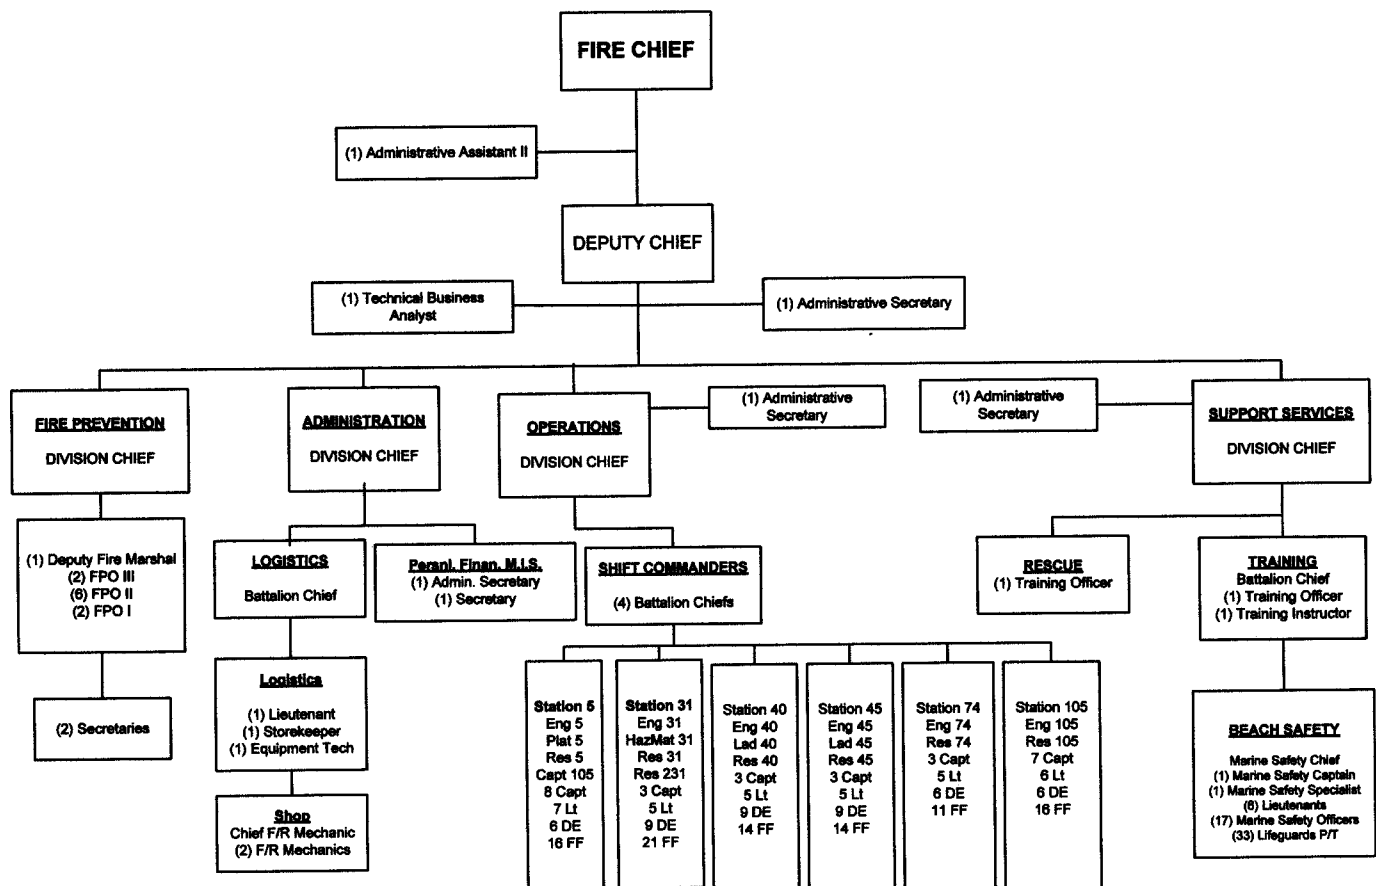 FIRE CHIEF
(1) Administrative Assistant II
DEPUTY CHIEF
(1) Technical Business
Analyst
(1) Administrative Secretary
FIRE PREVENTION
DIVISION CHIEF
ADMINISTRATION
DIVISION CHIEF
OPERATIONS
DIVISION CHIEF
(1) Administrative
Secretary
(1) Administrative
Secretary
SUPPORT SERVICES
DIVISION CHIEF
(1) Deputy Fire Marshal
(2) FPO III
(6) FPO II
(2) FPO I
(2) Secretaries
LOGISTICS
Battalion Chief
Logistics
(1) Lieutenant
(1) Storekeeper
(1) Equipment Tech
Shop
Chief F/R Mechanic
(2) F/R Mechanics
Persnl. Finan. M.I.S.
(1) Admin. Secretary
(1) Secretary
SHIFT COMMANDERS
(4) Battalion Chiefs
Station 5
Eng 5
Plat 5
Res 5
Capt 105
8 Capt
7 Lt
6 DE
16 FF
Station 31
Eng 31
HazMat 31
Res 31
Res 231
3 Capt
5 Lt
9 DE
21 FF
Station 40
Eng 40
Lad 40
Res 40
3 Capt
5 Lt
9 DE
14 FF
Station 45
Eng 45
Lad 45
Res 45
3 Capt
5 Lt
9 DE
14 FF
Station 74
Eng 74
Res 74
3 Capt
5 Lt
6 DE
11 FF
Station 105
Eng 105
Res 105
7 Capt
6 Lt
6 DE
16 FF
RESCUE
(1) Training Officer
TRAINING
Battalion Chief
(1) Training Officer
(1) Training Instructor
BEACH SAFETY
Marine Safety Chief
(1) Marine Safety Captain
(1) Marine Safety Specialist
(6) Lieutenants
(17) Marine Safety Officers
(33) Lifeguards P/T